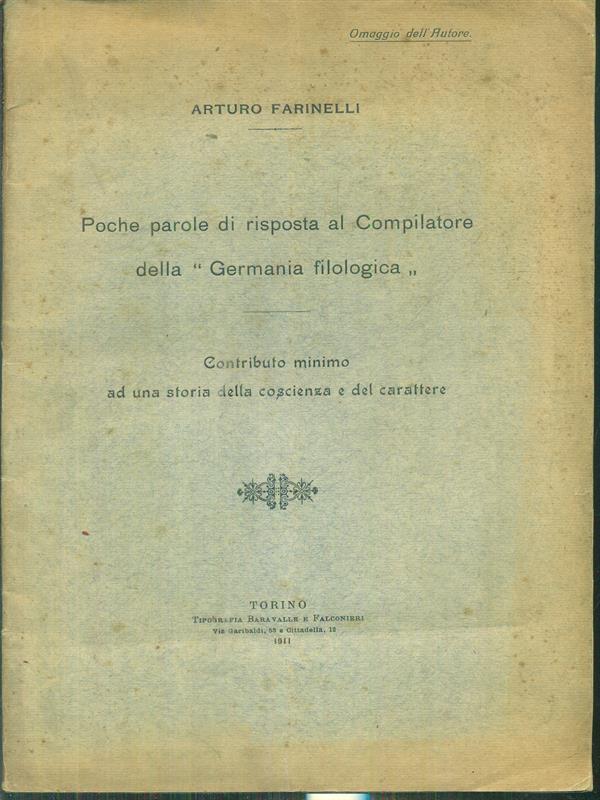 Omaggio dell'Autore.
ARTURO FARINELLI
Poche parole di risposta al Compilatore
della “ Germania filologica „
Contributo minimo
ad una storia della coscienza e del carattere
TORINO
TIPOGRAFIA BARAVALLE E FALCONIERI
Via Garibaldi, 53 e Cittadella, 12
1911